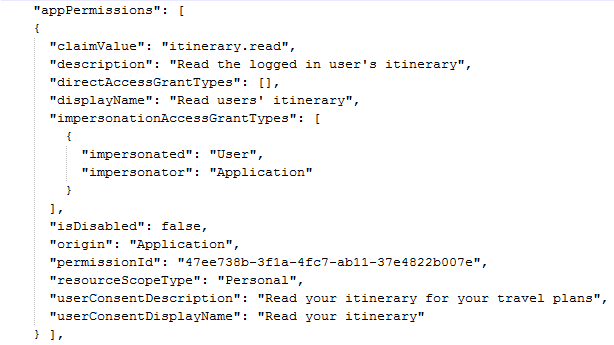 "appPermissions": [
{
"claimValue": "itinerary.read",
"description": "Read the logged in user's itinerary",
"directAccessGrantTypes": [],
"displayName": "Read users' itinerary",
"impersonationAccessGrantTypes": [
{
"impersonated": "User",
"impersonator": "Application"
}
],
"isDisabled": false,
"origin": "Application",
"permissionId": "47ee738b-3f1a-4fc7-ab11-37e4822b007e",
"resourceScopeType": "Personal",
"userConsentDescription": "Read your itinerary for your travel plans",
"userConsentDisplayName": "Read your itinerary"
} ],